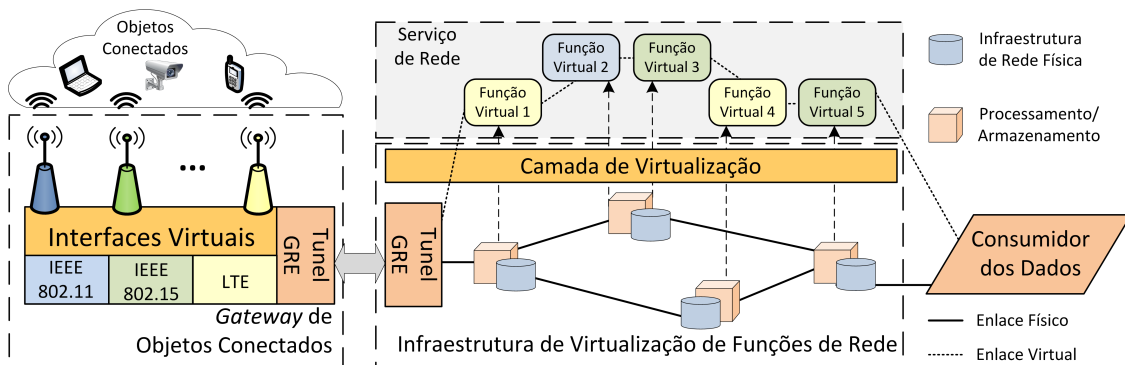 Objetos
Conectados
Interfaces Virtuais
IEEE
802.11
IEEE
802.15
LTE
Tunel
GRE
Gateway de
Objetos Conectados
Serviço
de Rede
Função
Virtual 1
Função
Virtual 2
Função
Virtual 3
Função
Virtual 4
Função
Virtual 5
Camada de Virtualização
Tunel
GRE
Infraestrutura de Virtualização de Funções de Rede
Infraestrutura
de Rede Física
Processamento/
Armazenamento
Consumidor
dos Dados
Enlace Físico
Enlace Virtual